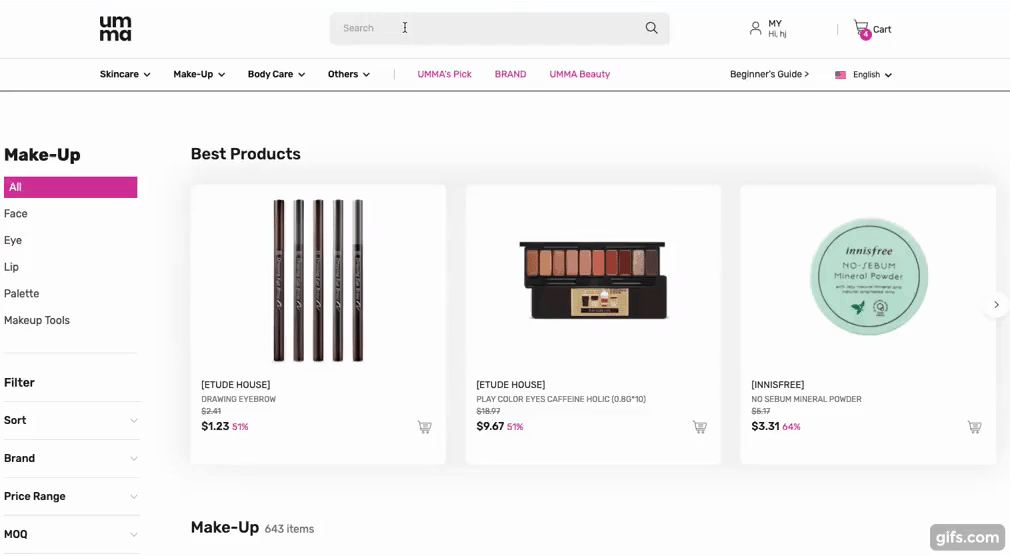 um
ma
Search
MY
Hi, hj
4
Cart
Skincare
Make-Up
Body Care
Others
UMMA's Pick
BRAND
UMMA Beauty
Beginner's Guide >
English
Make-Up
All
Face
Eye
Lip
Palette
Makeup Tools
Filter
Sort
Brand
Price Range
MOQ
Best Products
[ETUDE HOUSE]
DRAWING EYEBROW
$2.41
$1.23 51%
[ETUDE HOUSE]
PLAY COLOR EYES CAFFEINE HOLIC (0.8G*10)
$18.97
$9.67 51%
innisfree
NO-SEBUM
Mineral Powder
[INNISFREE]
NO SEBUM MINERAL POWDER
$5.17
$3.31 64%
Make-Up 643 items
gifs.com